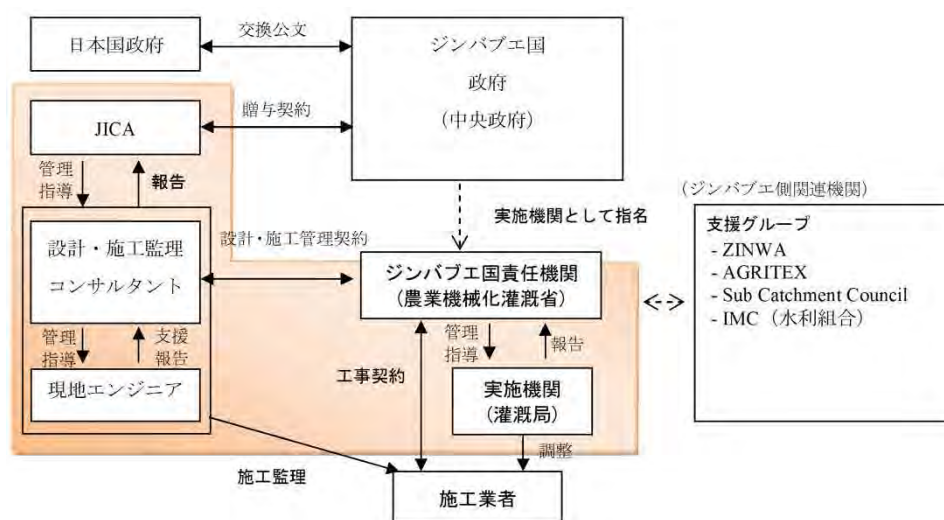 日本国政府
交換公文
ジンバブエ国
政府
（中央政府）
JICA
贈与契約
管理
指導
報告
（ジンバブエ側関連機関）
実施機関として指名
支援グループ
- ZINWA
- AGRITEX
- Sub Catchment Council
- IMC（水利組合）
設計・施工監理
コンサルタント
設計・施工管理契約
ジンバブエ国責任機関
（農業機械化灌漑省）
管理
指導
支援
報告
現地エンジニア
工事契約
管理
指導
報告
実施機関
（灌漑局）
調整
施工監理
施工業者